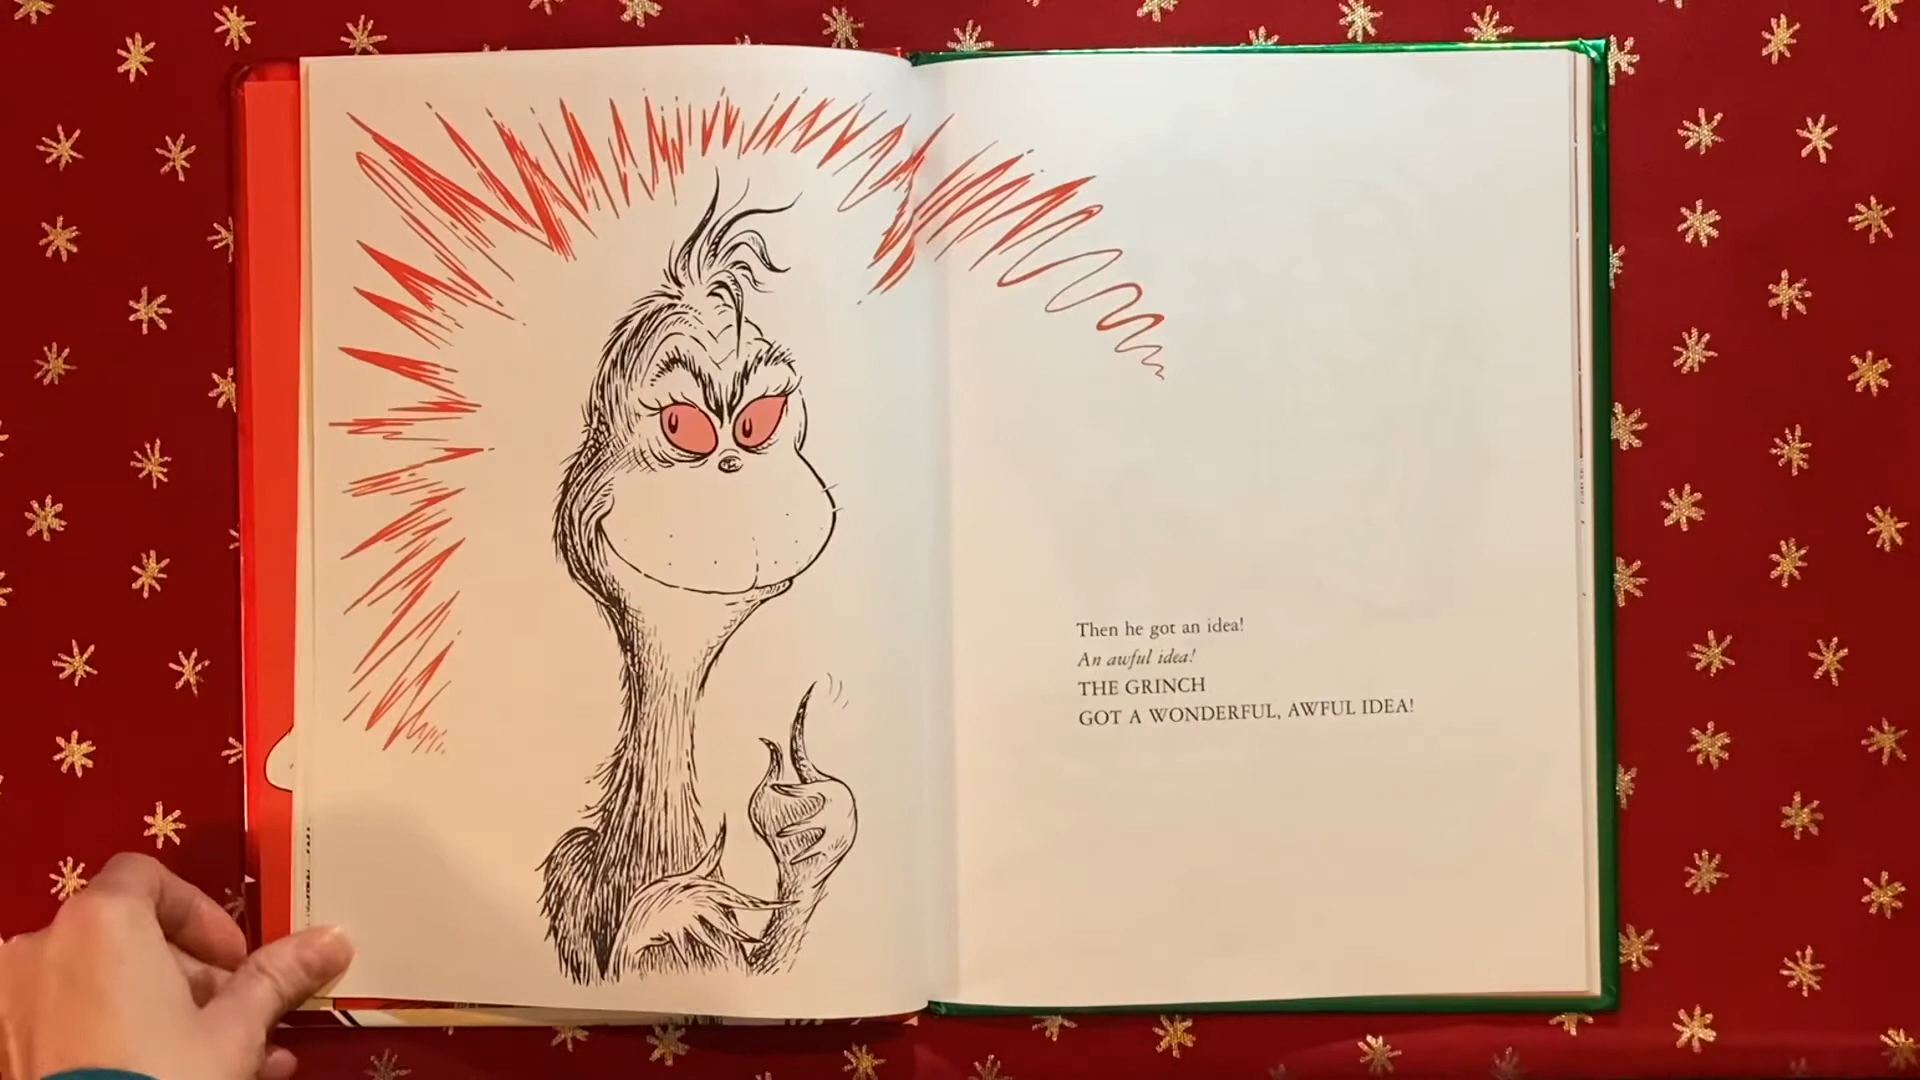 Then he got an idea!
An awful idea!
THE GRINCH
GOT A WONDERFUL, AWFUL IDEA!